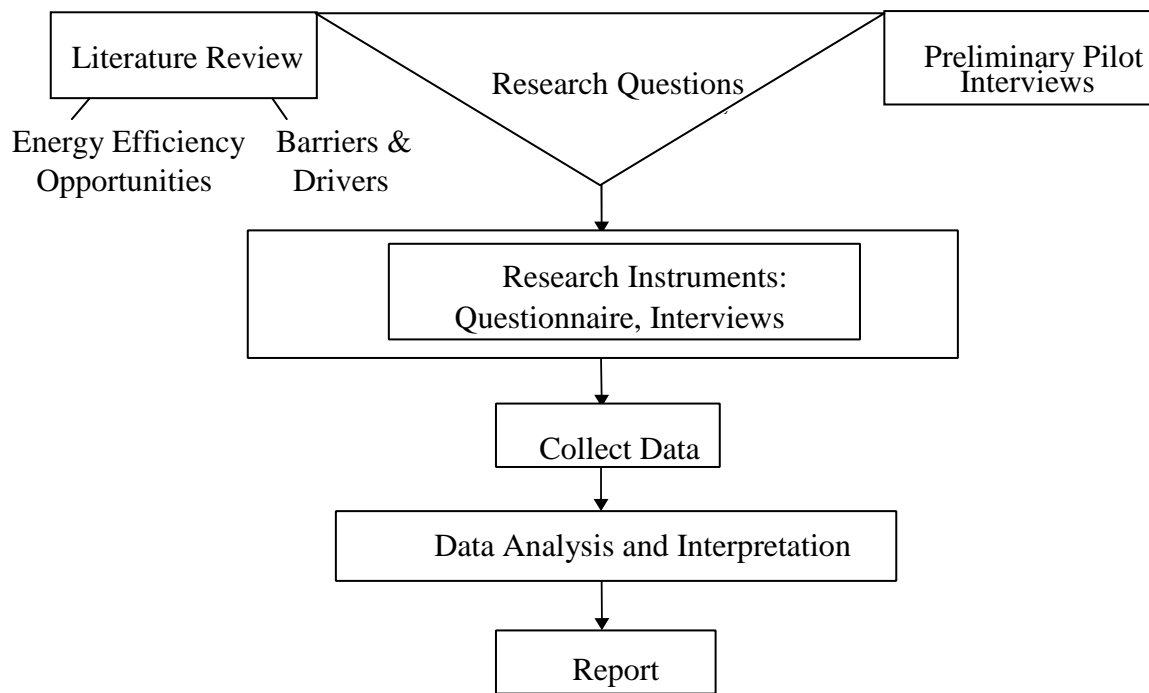 Literature Review
Research Questions
Preliminary Pilot
Interviews
Energy Efficiency
Opportunities
Barriers &
Drivers
Research Instruments:
Questionnaire, Interviews
Collect Data
Data Analysis and Interpretation
Report